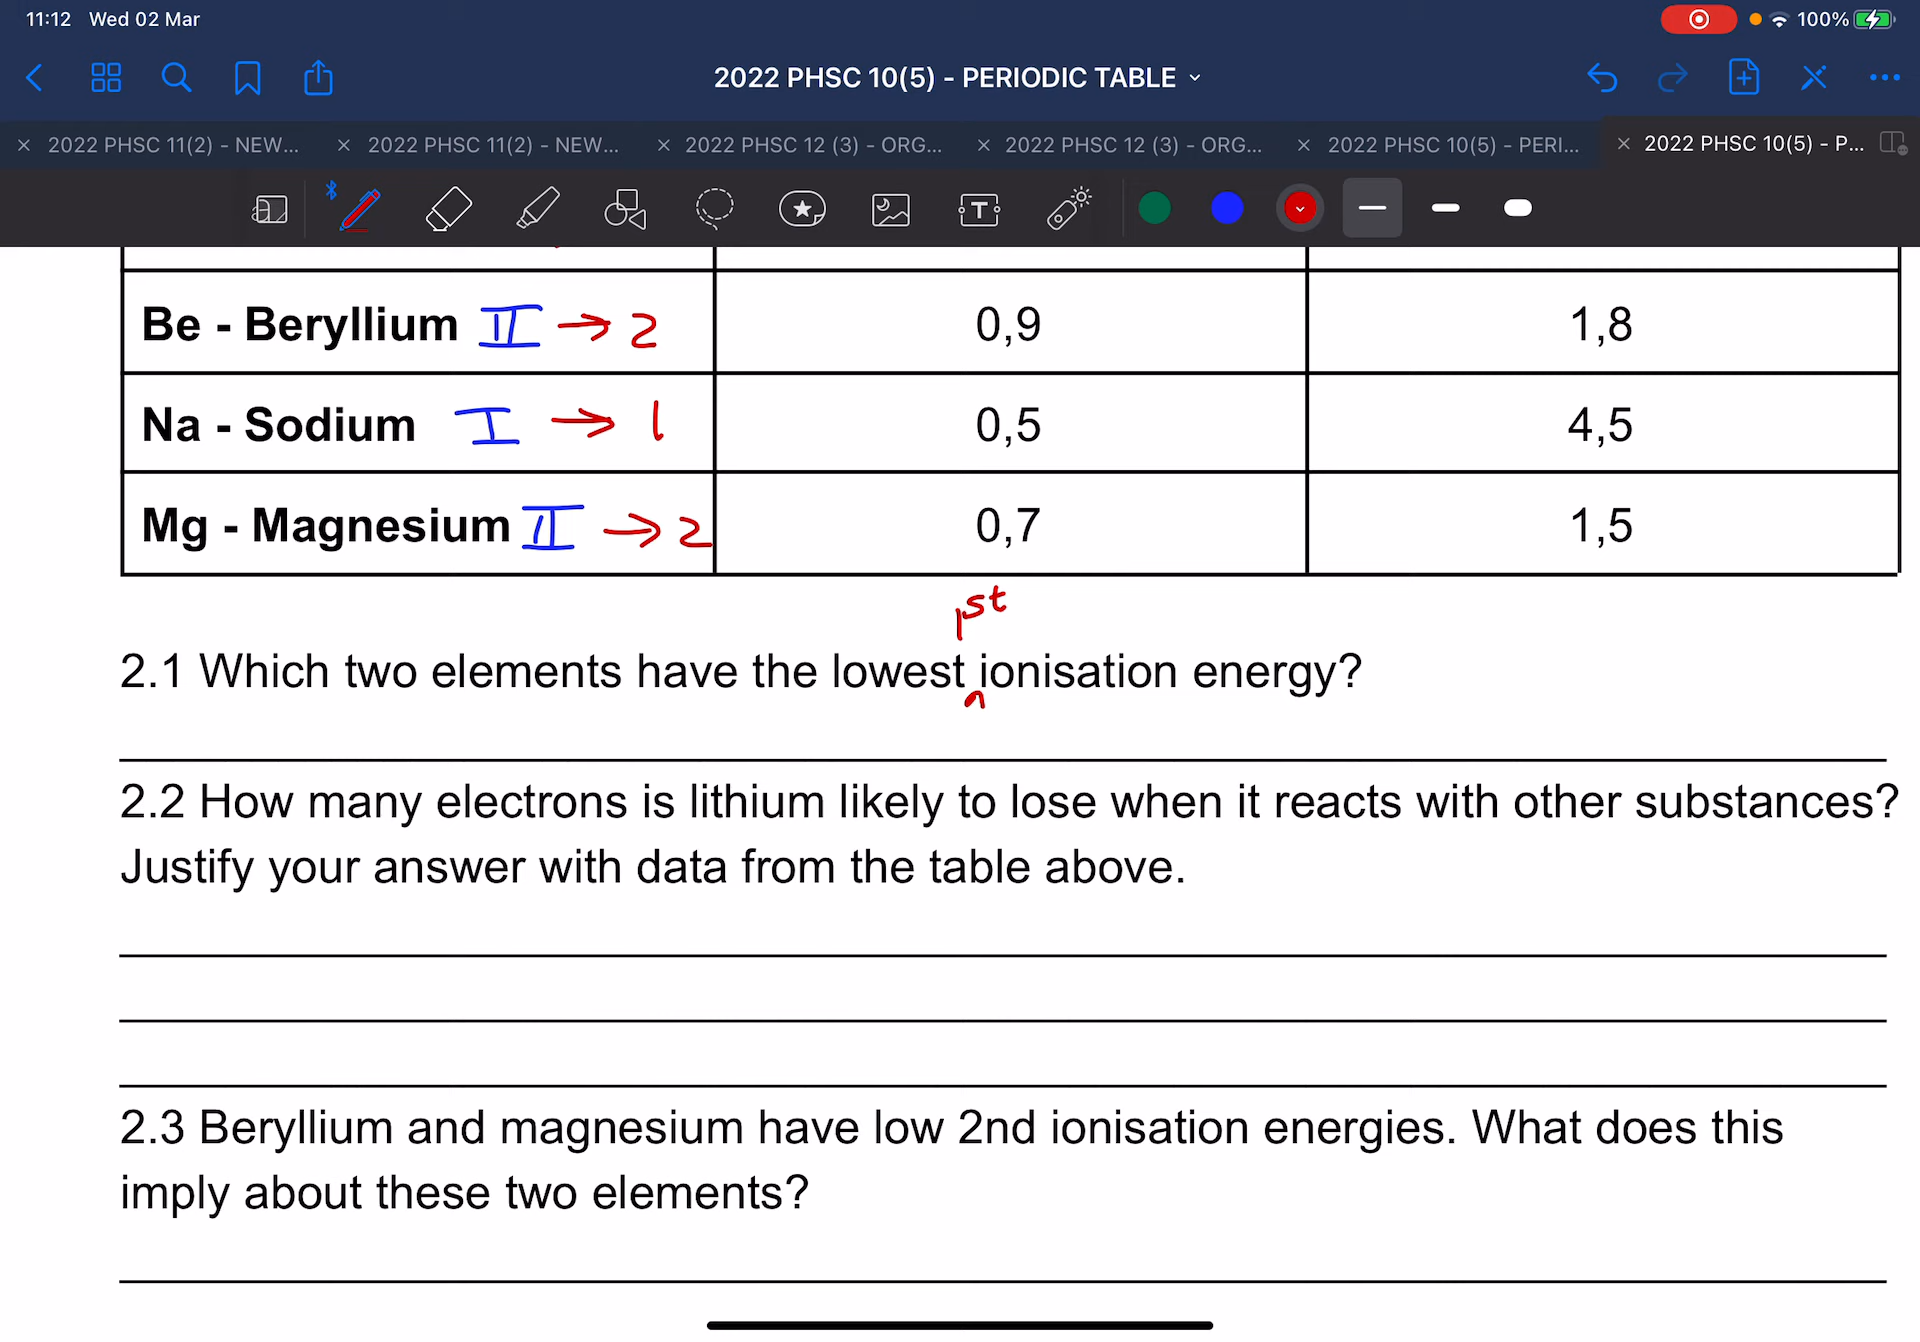 11:12 Wed 02 Mar 100%
2022 PHSC 10(5) - PERIODIC TABLE
2022 PHSC 11(2) - NEW... 2022 PHSC 11(2) - NEW... 2022 PHSC 12 (3) - ORG... 2022 PHSC 12 (3) - ORG... 2022 PHSC 10(5) - PERI... 2022 PHSC 10(5) - P...
Be - Beryllium II → 2 0,9 1,8
Na - Sodium I → 1 0,5 4,5
Mg - Magnesium II → 2 0,7 1,5
1st
2.1 Which two elements have the lowest ionisation energy?
2.2 How many electrons is lithium likely to lose when it reacts with other substances?
Justify your answer with data from the table above.
2.3 Beryllium and magnesium have low 2nd ionisation energies. What does this
imply about these two elements?